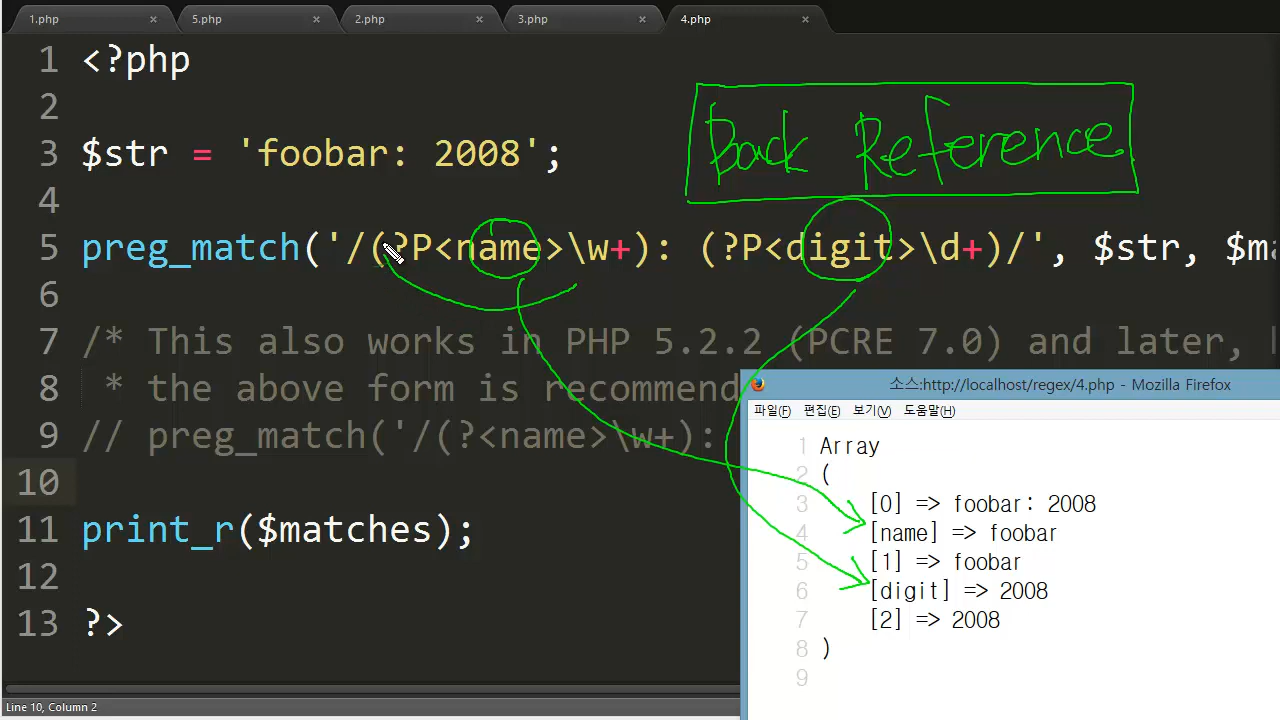 1.php × 5.php × 2.php × 3.php × 4.php ×
1 <?php
Back Reference
2
3 $str = 'foobar: 2008';
4
5 preg_match('/(?P<name>\w+): (?P<digit>\d+)/', $str, $ma
6
7 /* This also works in PHP 5.2.2 (PCRE 7.0) and later,
8 * the above form is recommend
9 // preg_match('/(?<name>\w+):
10
11 print_r($matches);
12
13 ?>
소스:http://localhost/regex/4.php - Mozilla Firefox
파일(F) 편집(E) 보기(V) 도움말(H)
1 Array
2 (
3 [0] => foobar: 2008
4 [name] => foobar
5 [1] => foobar
6 [digit] => 2008
7 [2] => 2008
8 )
9
Line 10, Column 2